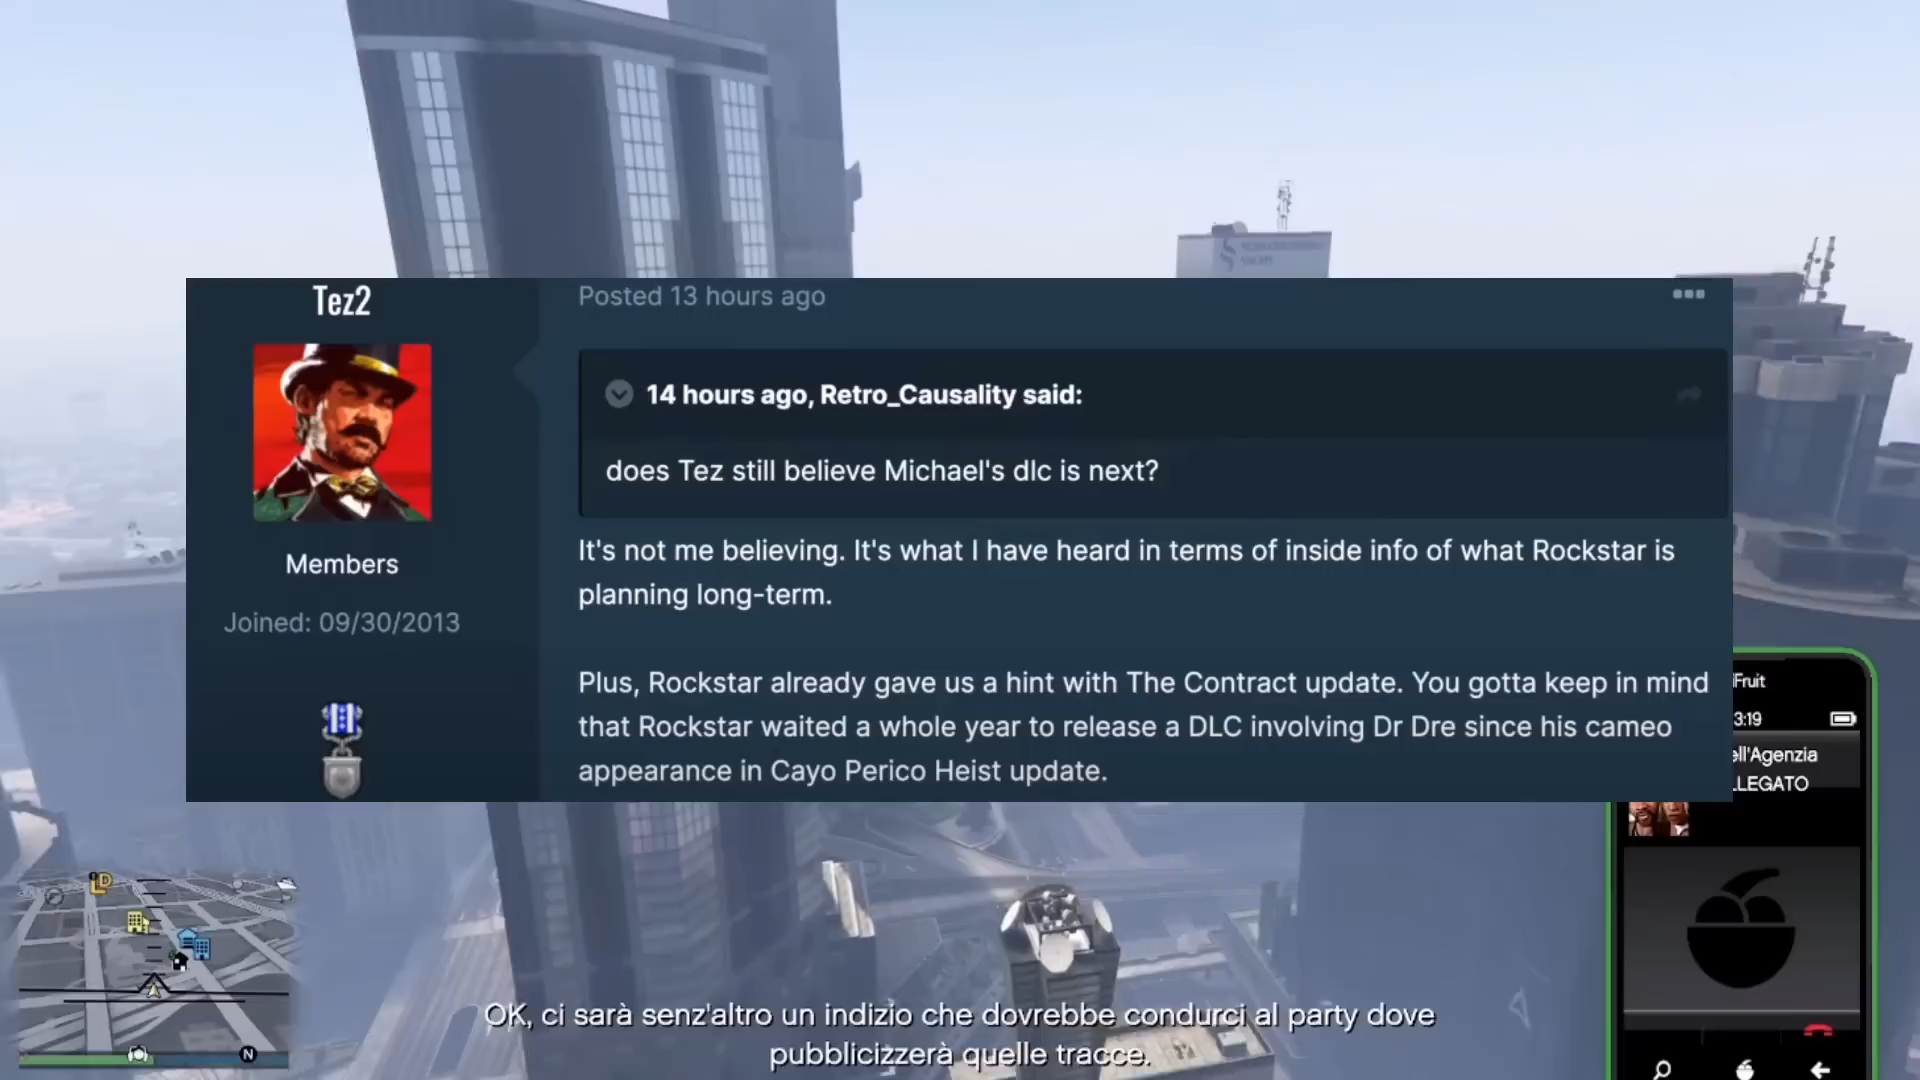 Tez2
Members
Joined: 09/30/2013
Posted 13 hours ago
14 hours ago, Retro_Causality said:
does Tez still believe Michael's dlc is next?
It's not me believing. It's what I have heard in terms of inside info of what Rockstar is
planning long-term.
Plus, Rockstar already gave us a hint with The Contract update. You gotta keep in mind
that Rockstar waited a whole year to release a DLC involving Dr Dre since his cameo
appearance in Cayo Perico Heist update.
iFruit
3:19
ell'Agenzia
LLEGATO
N
OK, ci sarà senz'altro un indizio che dovrebbe condurci al party dove
pubblicizzerà quelle tracce.